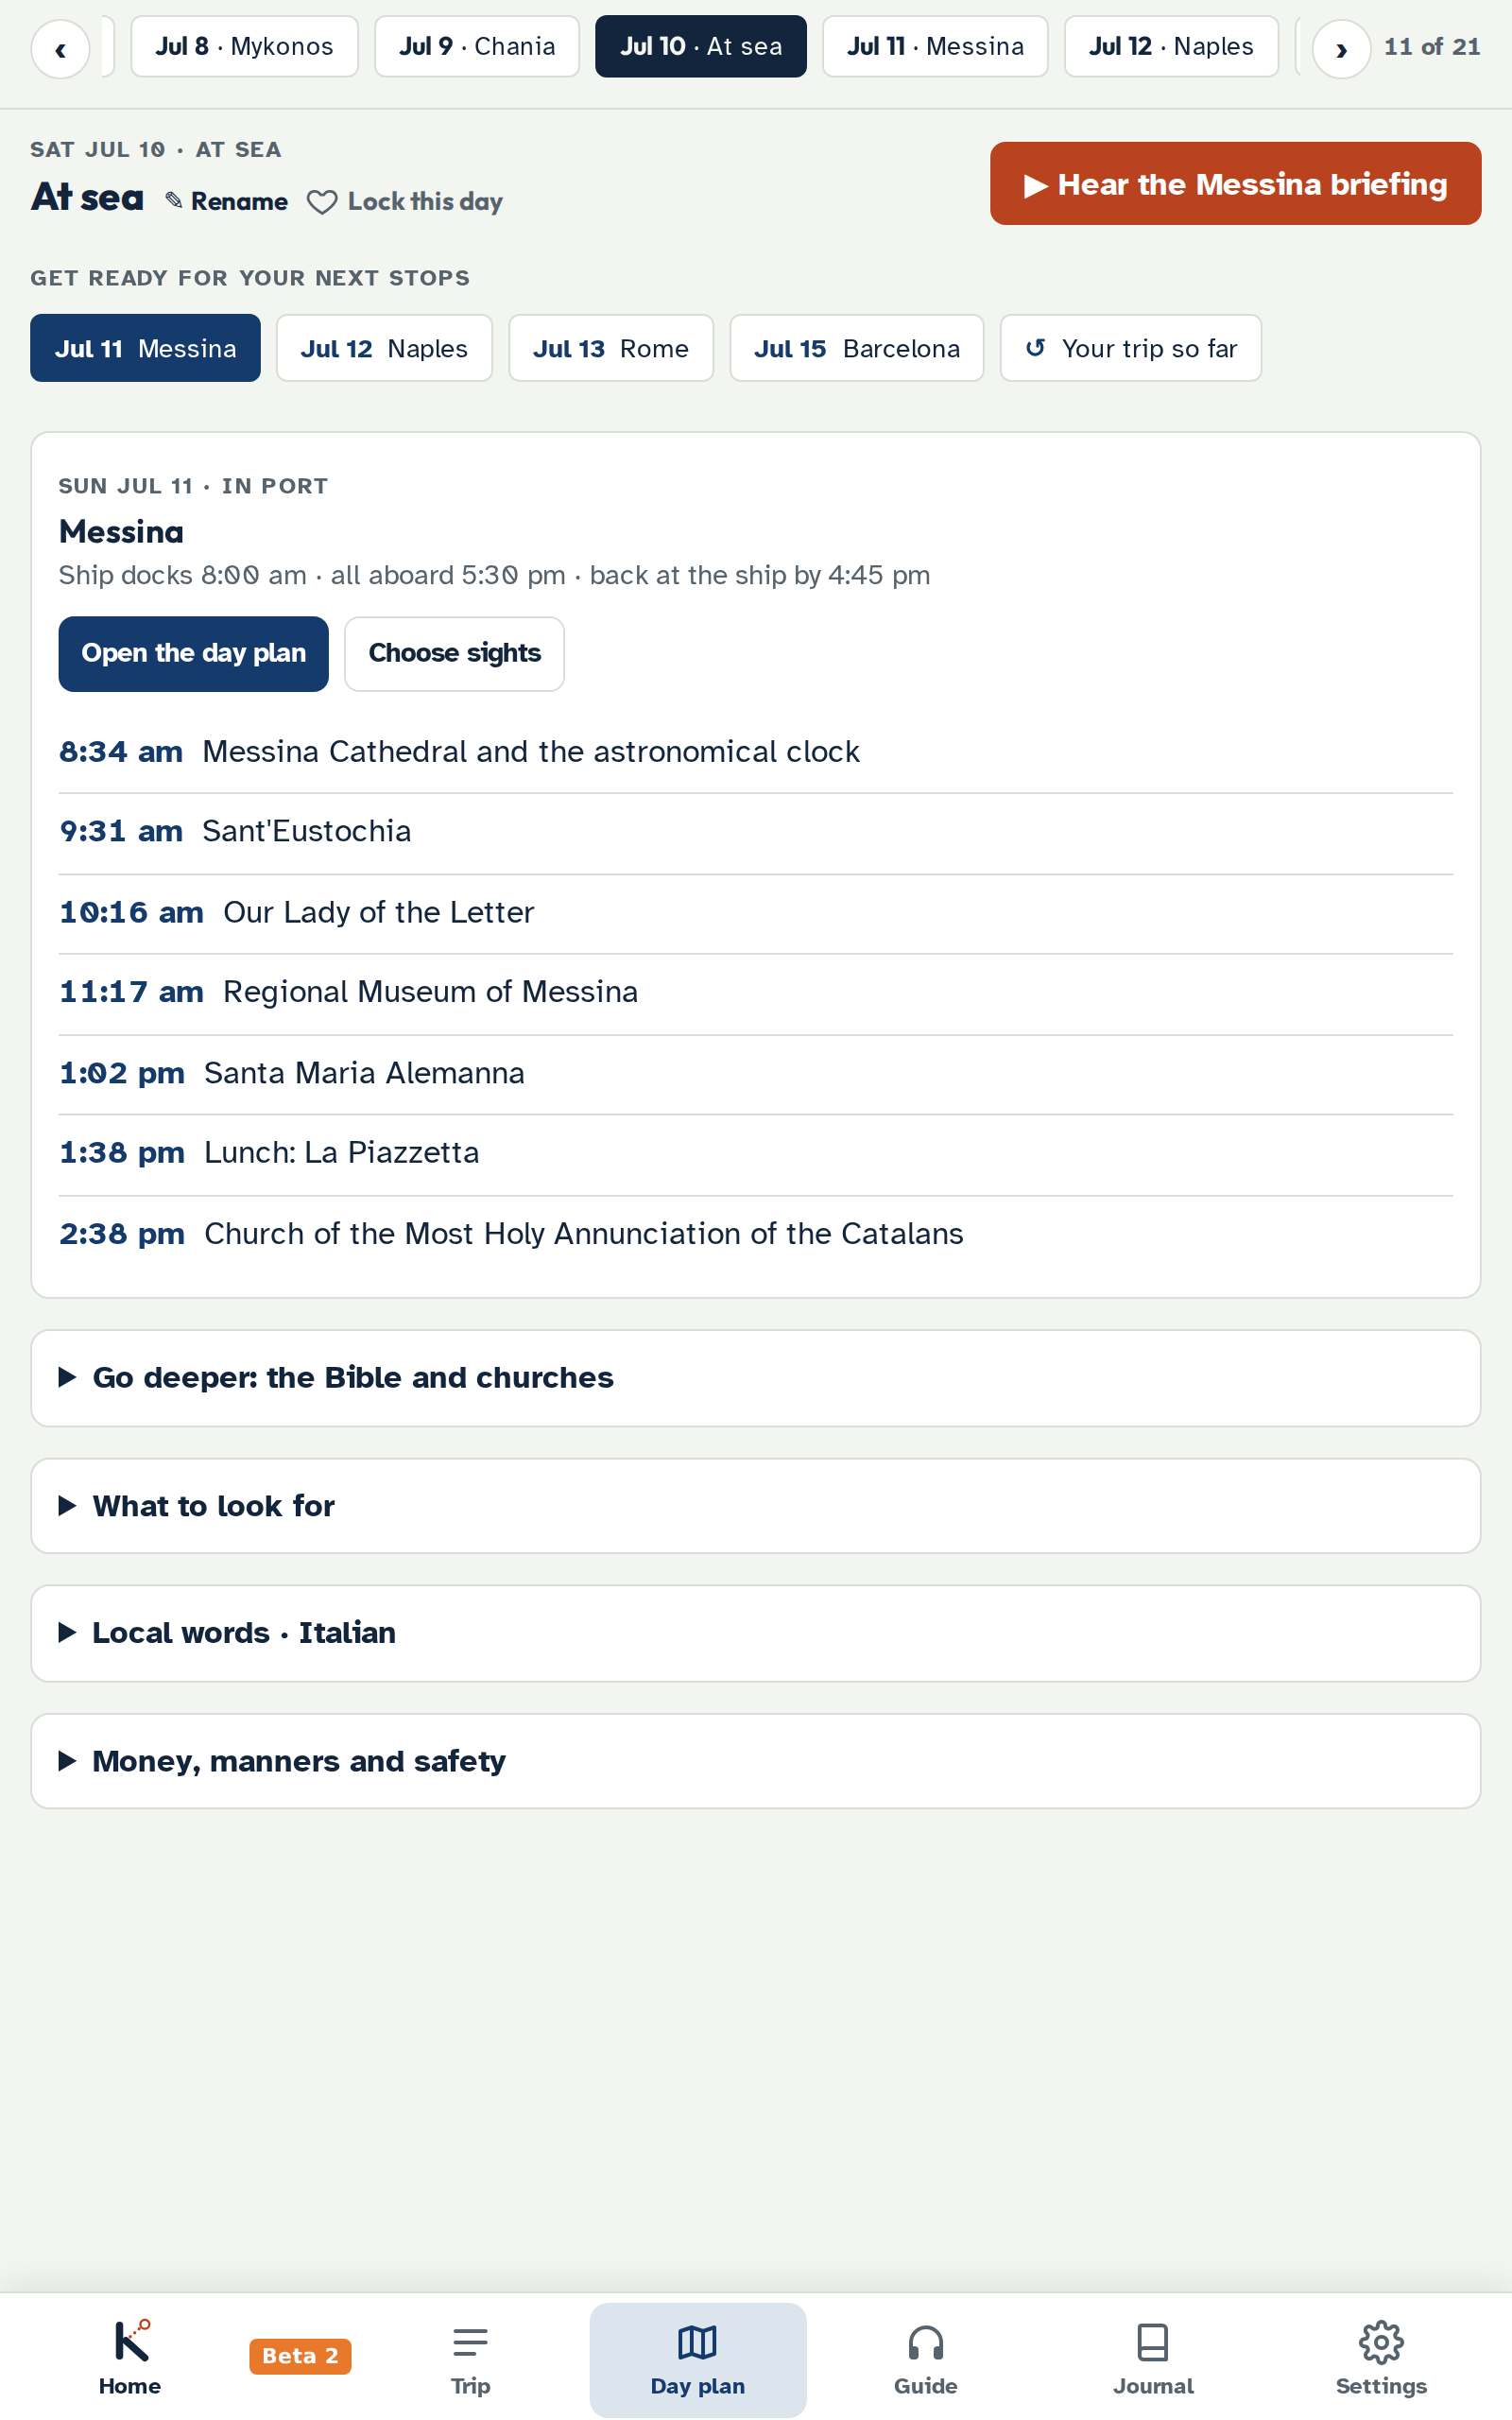 ‹ Jul 8 · Mykonos Jul 9 · Chania Jul 10 · At sea Jul 11 · Messina Jul 12 · Naples › 11 of 21
SAT JUL 10 · AT SEA
At sea ✎ Rename Lock this day
▶ Hear the Messina briefing
GET READY FOR YOUR NEXT STOPS
Jul 11 Messina Jul 12 Naples Jul 13 Rome Jul 15 Barcelona ↺ Your trip so far
SUN JUL 11 · IN PORT
Messina
Ship docks 8:00 am · all aboard 5:30 pm · back at the ship by 4:45 pm
Open the day plan Choose sights
8:34 am Messina Cathedral and the astronomical clock
9:31 am Sant'Eustochia
10:16 am Our Lady of the Letter
11:17 am Regional Museum of Messina
1:02 pm Santa Maria Alemanna
1:38 pm Lunch: La Piazzetta
2:38 pm Church of the Most Holy Annunciation of the Catalans
▶ Go deeper: the Bible and churches
▶ What to look for
▶ Local words · Italian
▶ Money, manners and safety
Home Beta 2 Trip Day plan Guide Journal Settings